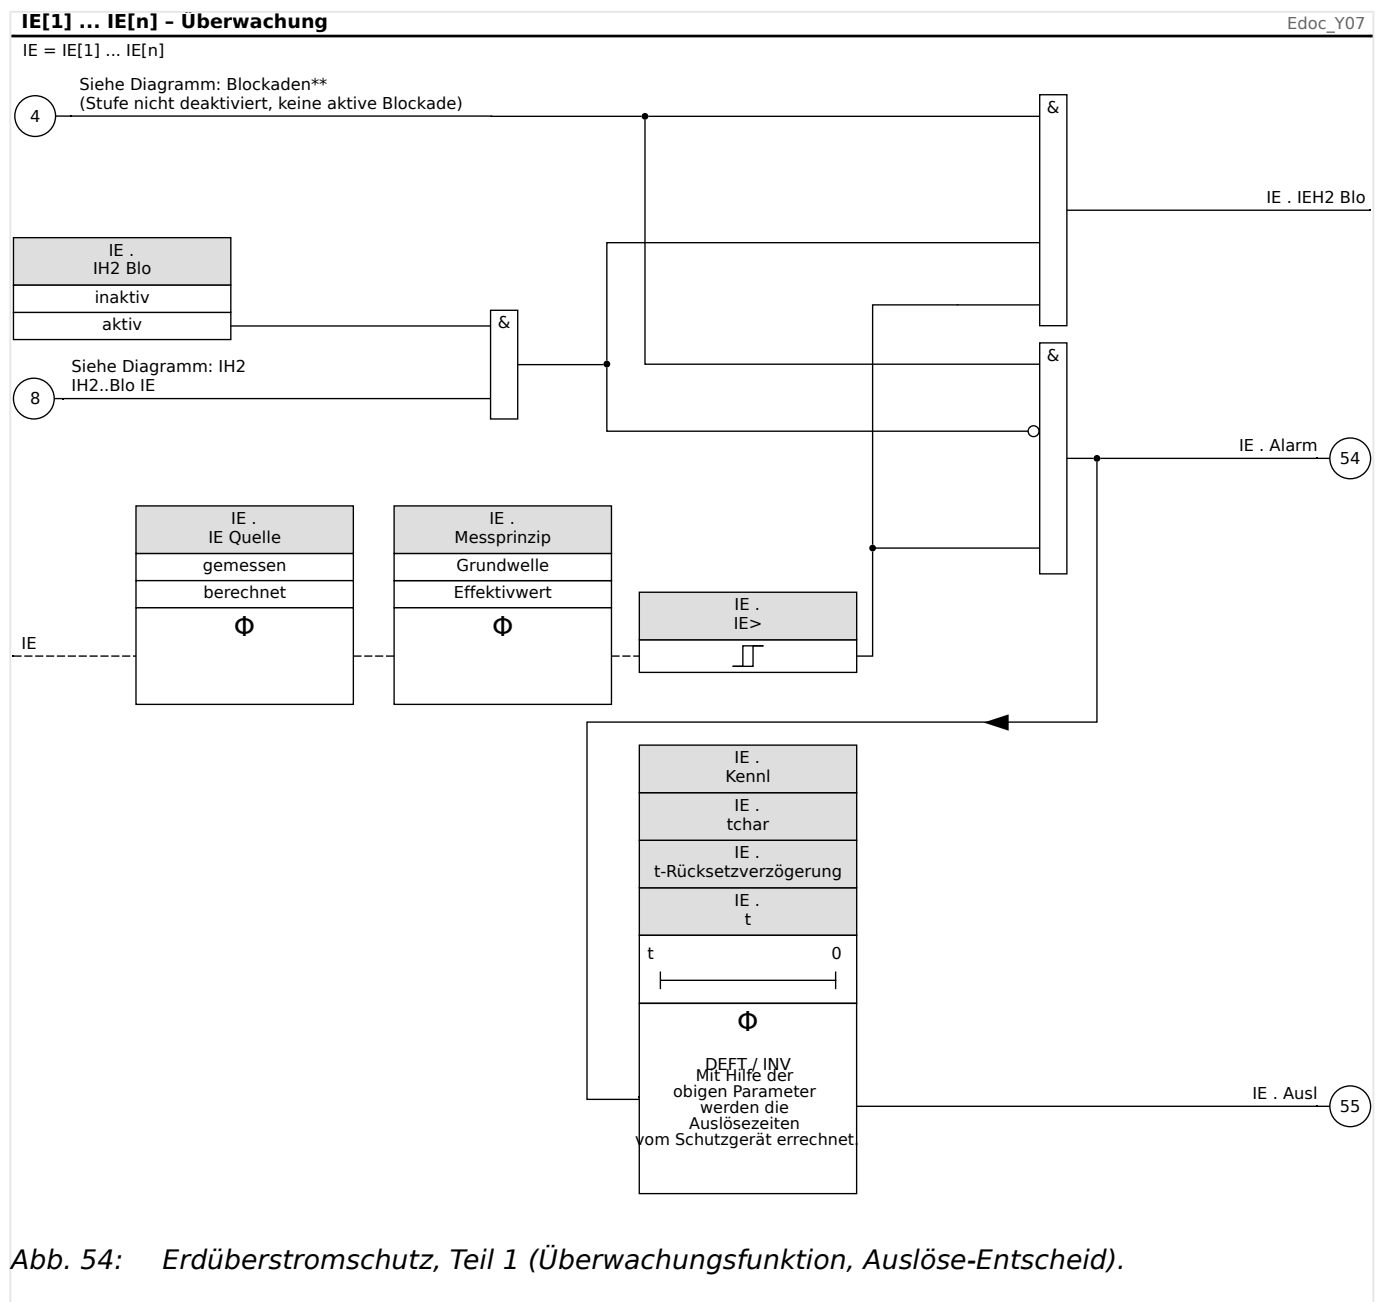 IE[1] ... IE[n] – Überwachung
Edoc_Y07
IE = IE[1] ... IE[n]
Siehe Diagramm: Blockaden**
(Stufe nicht deaktiviert, keine aktive Blockade)
4
&
IE . IEH2 Blo
IE .
IH2 Blo
inaktiv
aktiv
&
Siehe Diagramm: IH2
IH2..Blo IE
8
&
IE . Alarm
54
IE .
IE Quelle
gemessen
berechnet
Φ
IE .
Messprinzip
Grundwelle
Effektivwert
Φ
IE .
IE>
IE
IE .
Kennl
IE .
tchar
IE .
t-Rücksetzverzögerung
IE .
t
t 0
Φ
DEFT / INV
Mit Hilfe der
obigen Parameter
werden die
Auslösezeiten
vom Schutzgerät errechnet.
IE . Ausl
55
Abb. 54: Erdüberstromschutz, Teil 1 (Überwachungsfunktion, Auslöse-Entscheid).